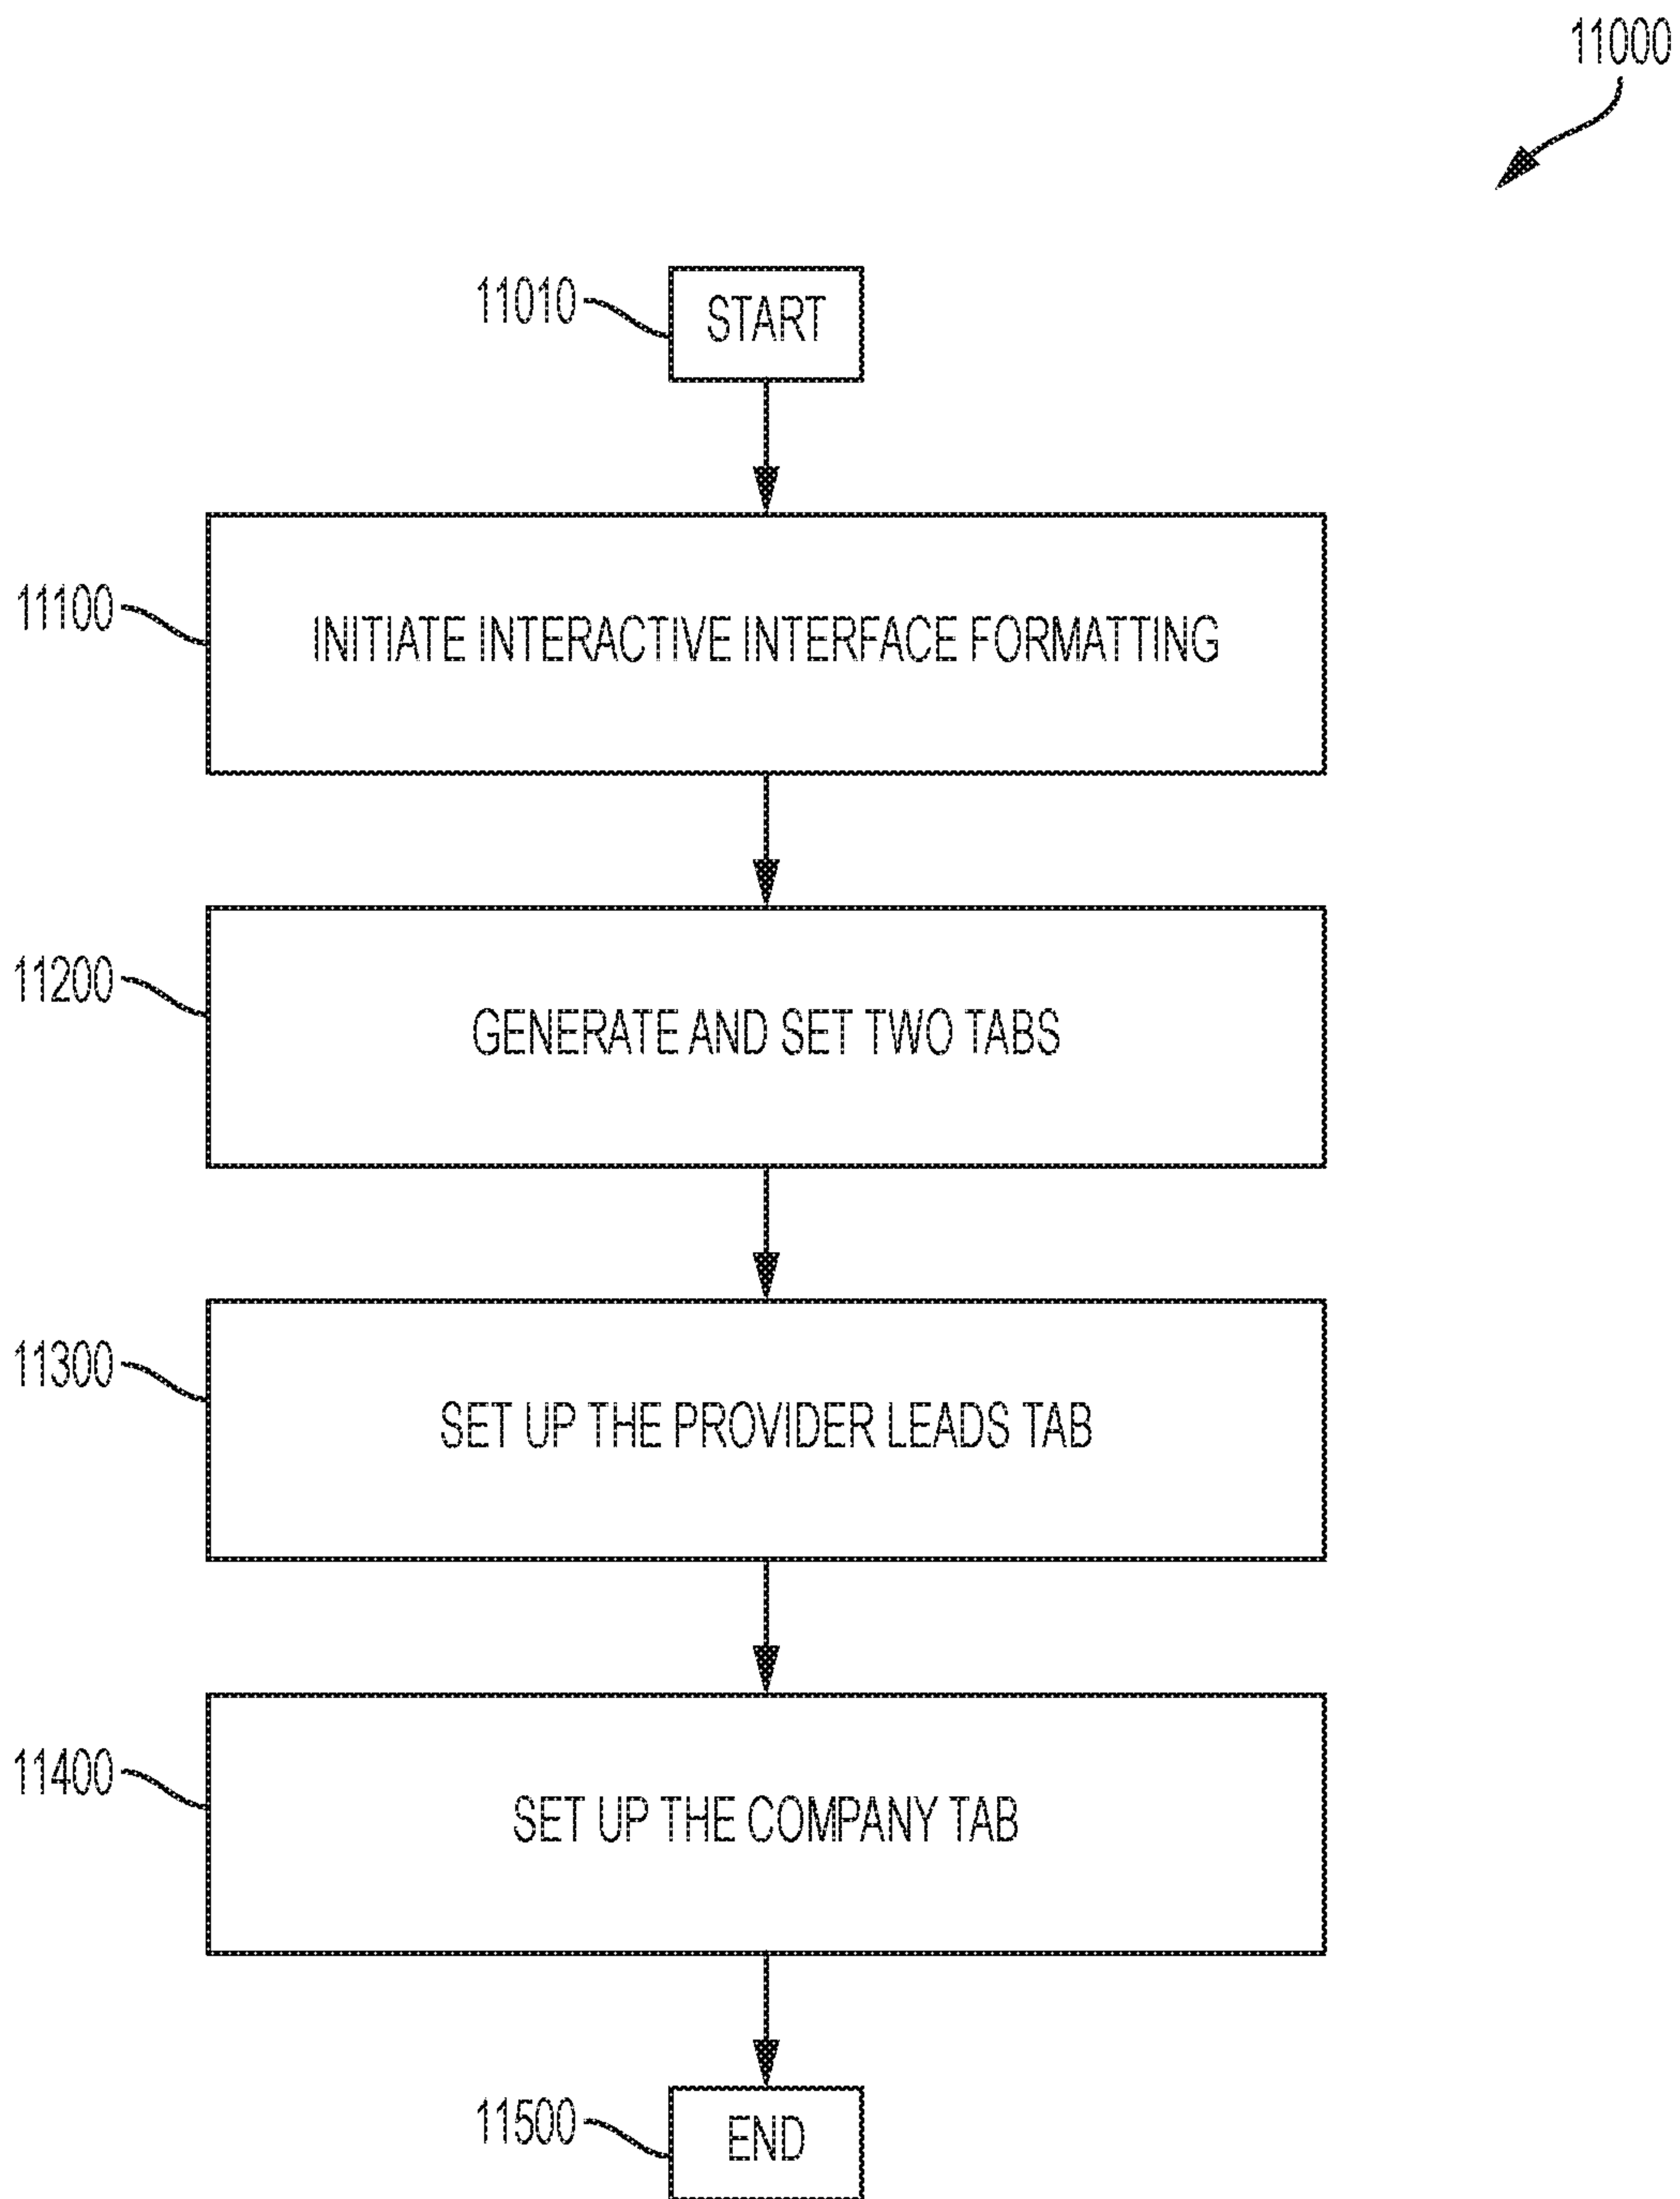 11000
11010
START
11100
INITIATE INTERACTIVE INTERFACE FORMATTING
11200
GENERATE AND SET TWO TABS
11300
SET UP THE PROVIDER LEADS TAB
11400
SET UP THE COMPANY TAB
11500
END